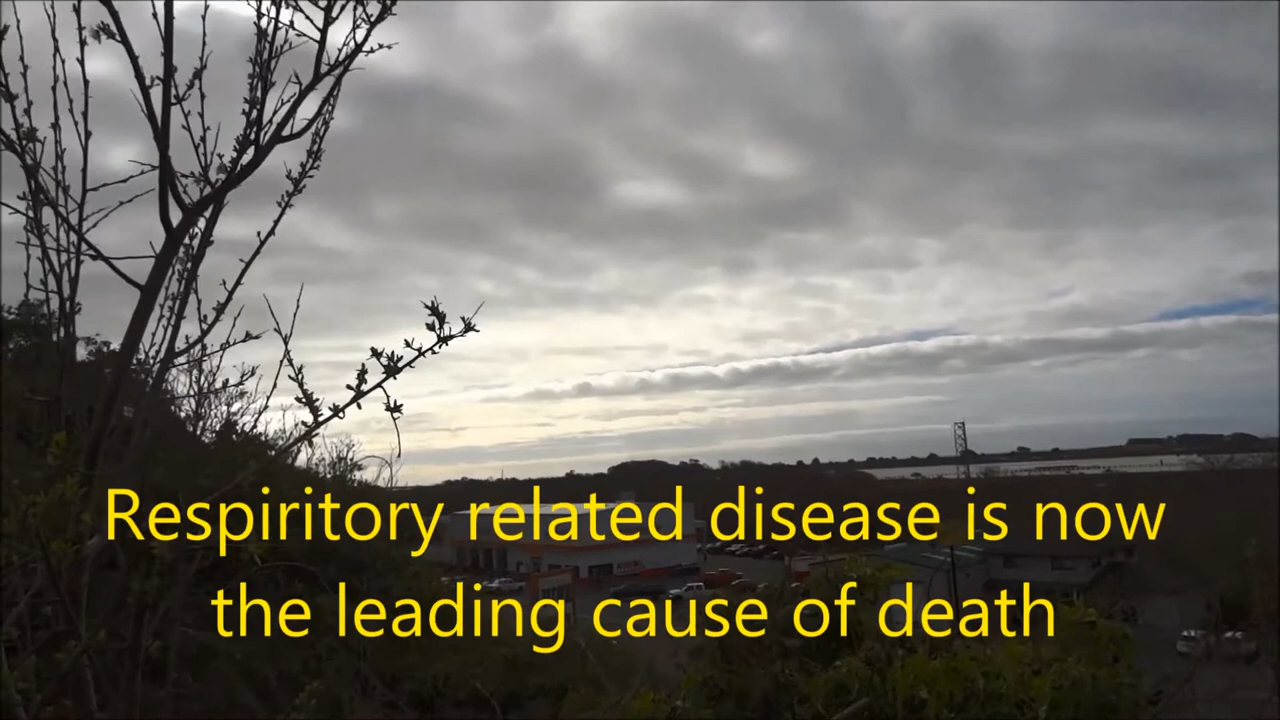 Respiritory related disease is now
the leading cause of death